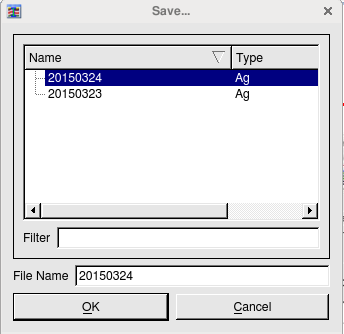 Save...
Name Type
20150324 Ag
20150323 Ag
Filter
File Name 20150324
OK Cancel